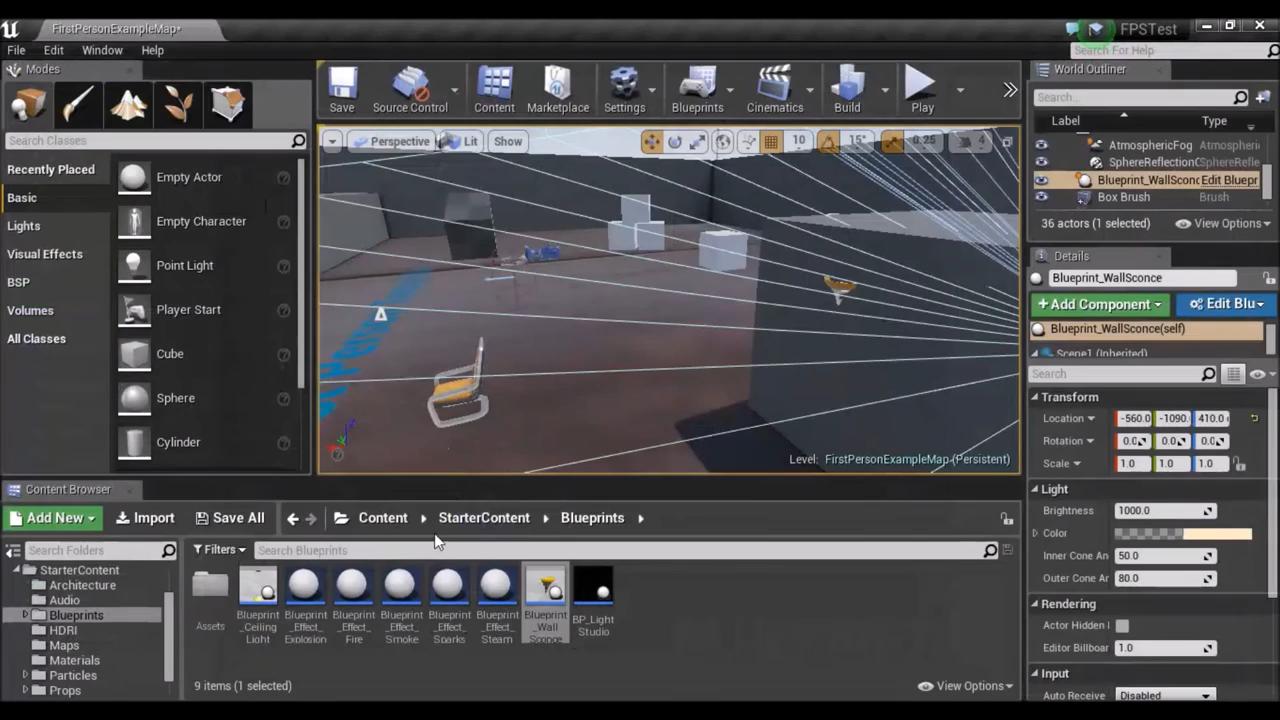 FirstPersonExampleMap*
FPSTest
File Edit Window Help
Search For Help
Modes
Search Classes
Recently Placed
Basic
Lights
Visual Effects
BSP
Volumes
All Classes
Empty Actor
Empty Character
Point Light
Player Start
Cube
Sphere
Cylinder
Save
Source Control
Content
Marketplace
Settings
Blueprints
Cinematics
Build
Play
Perspective
Lit
Show
10
15°
0.25
4
Level: FirstPersonExampleMap (Persistent)
World Outliner
Search...
Label
Type
AtmosphericFog Atmospheric
SphereReflectionC SphereRefle
Blueprint_WallSconc Edit Bluepr
Box Brush Brush
36 actors (1 selected)
View Options
Details
Blueprint_WallSconce
+Add Component
Edit Blu
Blueprint_WallSconce(self)
Scene1 (Inherited)
Search
Transform
Location -560.0 -1090. 410.0
Rotation 0.0 0.0 0.0
Scale 1.0 1.0 1.0
Light
Brightness 1000.0
Color
Inner Cone An 50.0
Outer Cone Ar 80.0
Rendering
Actor Hidden I
Editor Billboar 1.0
Input
Auto Receive Disabled
Content Browser
Add New
Import
Save All
Content
StarterContent
Blueprints
Search Folders
Filters
Search Blueprints
StarterContent
Architecture
Audio
Blueprints
HDRI
Maps
Materials
Particles
Props
Assets
Blueprint
_Ceiling
Light
Blueprint
_Effect_
Explosion
Blueprint
_Effect_
Fire
Blueprint
_Effect_
Smoke
Blueprint
_Effect_
Sparks
Blueprint
_Effect_
Steam
Blueprint
_Wall
Sconce
BP_Light
Studio
9 items (1 selected)
View Options